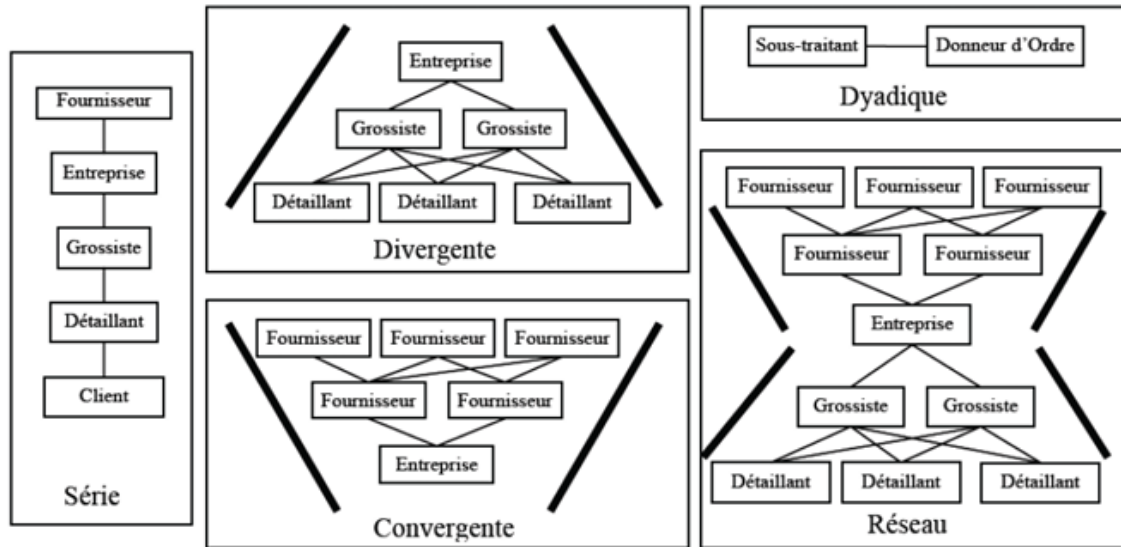 Fournisseur
Entreprise
Grossiste
Détaillant
Client
Série
Entreprise
Grossiste Grossiste
Détaillant Détaillant Détaillant
Divergente
Fournisseur Fournisseur Fournisseur
Fournisseur Fournisseur
Entreprise
Convergente
Sous-traitant Donneur d'Ordre
Dyadique
Fournisseur Fournisseur Fournisseur
Fournisseur Fournisseur
Entreprise
Grossiste Grossiste
Détaillant Détaillant Détaillant
Réseau